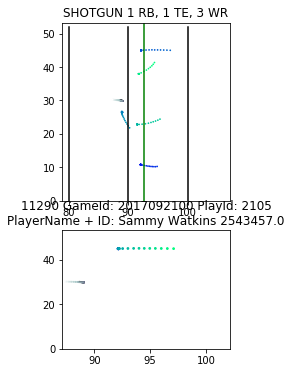 SHOTGUN 1 RB, 1 TE, 3 WR
50
40
30
20
10
0
80 90 100
11290 GameId: 2017092100 PlayId: 2105
PlayerName + ID: Sammy Watkins 2543457.0
40
20
0
90 95 100